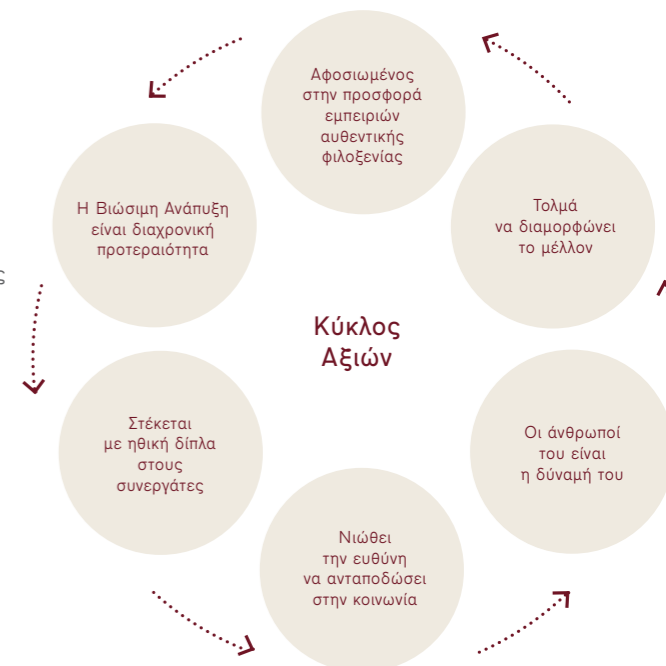 Αφοσιωμένος
στην προσφορά
εμπειριών
αυθεντικής
φιλοξενίας
Η Βιώσιμη Ανάπυξη
είναι διαχρονική
προτεραιότητα
Τολμά
να διαμορφώνει
το μέλλον
ς
Κύκλος
Αξιών
Στέκεται
με ηθική δίπλα
στους
συνεργάτες
Οι άνθρωποί
του είναι
η δύναμή του
Νιώθει
την ευθύνη
να ανταποδώσει
στην κοινωνία